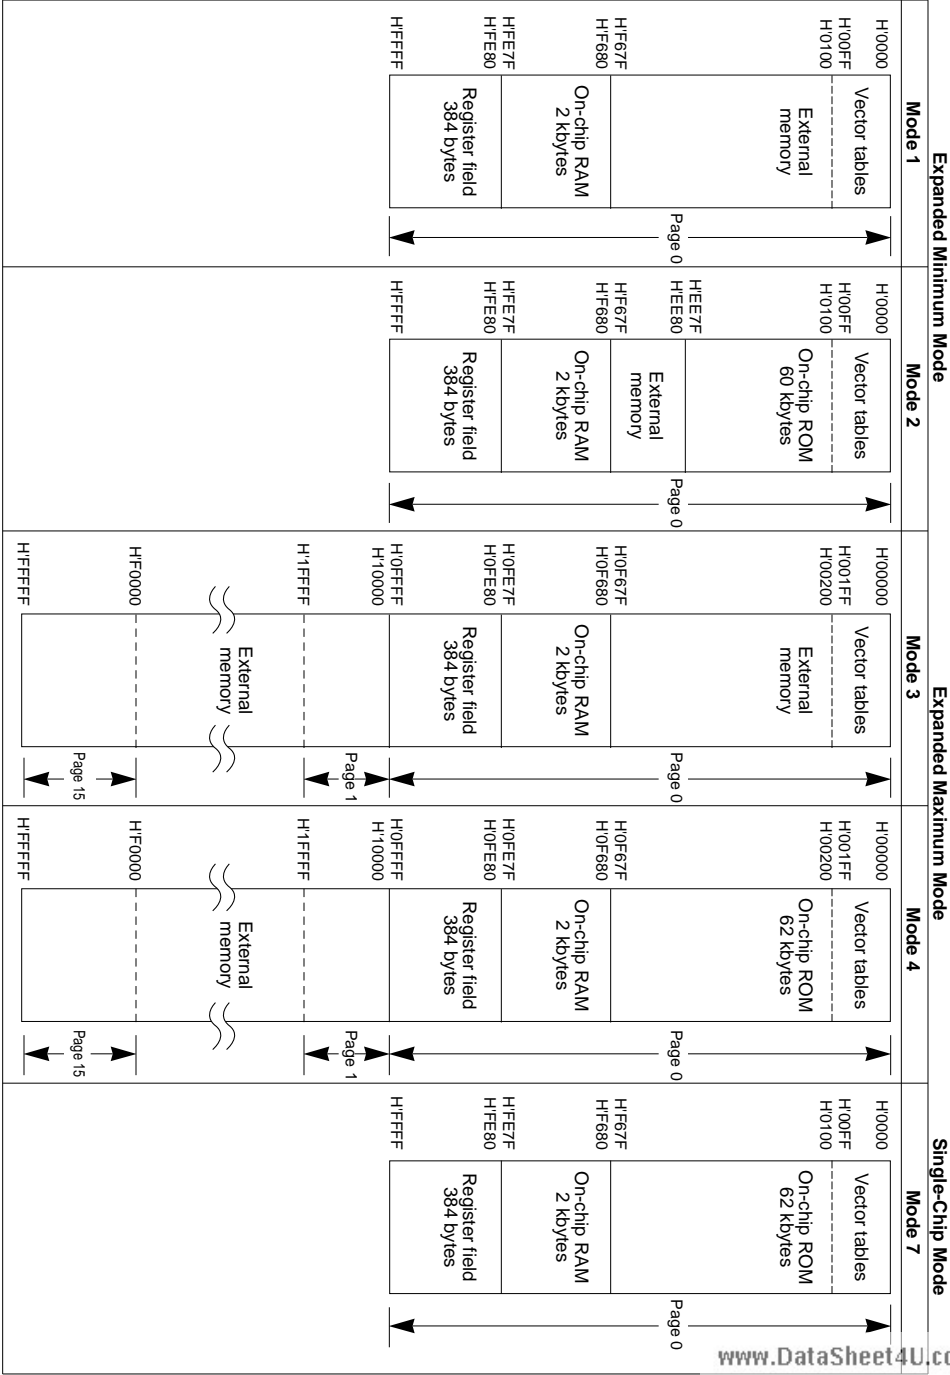 Expanded Minimum Mode
Mode 1
H'0000
H'00FF
H'0100
H'F67F
H'F680
H'FE7F
H'FE80
H'FFFF
Vector tables
External
memory
On-chip RAM
2 kbytes
Register field
384 bytes
Page 0
Mode 2
H'0000
H'00FF
H'0100
H'EE7F
H'EE80
H'F67F
H'F680
H'FE7F
H'FE80
H'FFFF
Vector tables
On-chip ROM
60 kbytes
External
memory
On-chip RAM
2 kbytes
Register field
384 bytes
Page 0
Expanded Maximum Mode
Mode 3
H'00000
H'001FF
H'00200
H'0F67F
H'0F680
H'0FE7F
H'0FE80
H'0FFFF
H'10000
H'1FFFF
H'F0000
H'FFFFF
Vector tables
External
memory
On-chip RAM
2 kbytes
Register field
384 bytes
External
memory
Page 0
Page 1
Page 15
Mode 4
H'00000
H'001FF
H'00200
H'0F67F
H'0F680
H'0FE7F
H'0FE80
H'0FFFF
H'10000
H'1FFFF
H'F0000
H'FFFFF
Vector tables
On-chip ROM
62 kbytes
On-chip RAM
2 kbytes
Register field
384 bytes
External
memory
Page 0
Page 1
Page 15
Single-Chip Mode
Mode 7
H'0000
H'00FF
H'0100
H'F67F
H'F680
H'FE7F
H'FE80
H'FFFF
Vector tables
On-chip ROM
62 kbytes
On-chip RAM
2 kbytes
Register field
384 bytes
Page 0
www.DataSheet4U.co